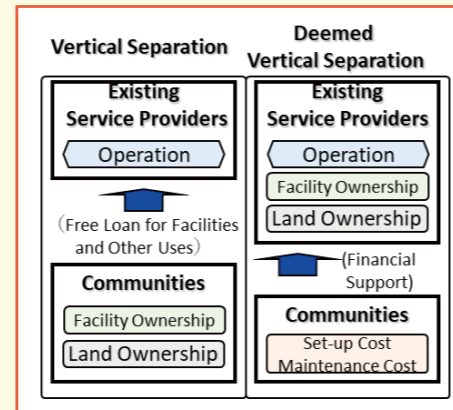 Vertical Separation
Existing
Service Providers
Operation
（Free Loan for Facilities
and Other Uses）
Communities
Facility Ownership
Land Ownership
Deemed
Vertical Separation
Existing
Service Providers
Operation
Facility Ownership
Land Ownership
(Financial
Support)
Communities
Set-up Cost
Maintenance Cost